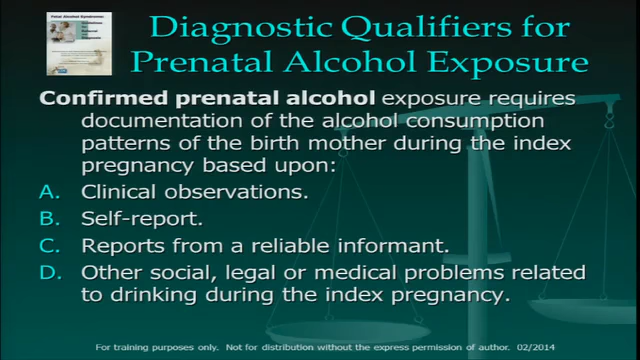 Fetal Alcohol Syndrome:
Diagnostic Qualifiers for
Prenatal Alcohol Exposure
Confirmed prenatal alcohol exposure requires
documentation of the alcohol consumption
patterns of the birth mother during the index
pregnancy based upon:
A. Clinical observations.
B. Self-report.
C. Reports from a reliable informant.
D. Other social, legal or medical problems related
to drinking during the index pregnancy.
For training purposes only. Not for distribution without the express permission of author. 02/2014